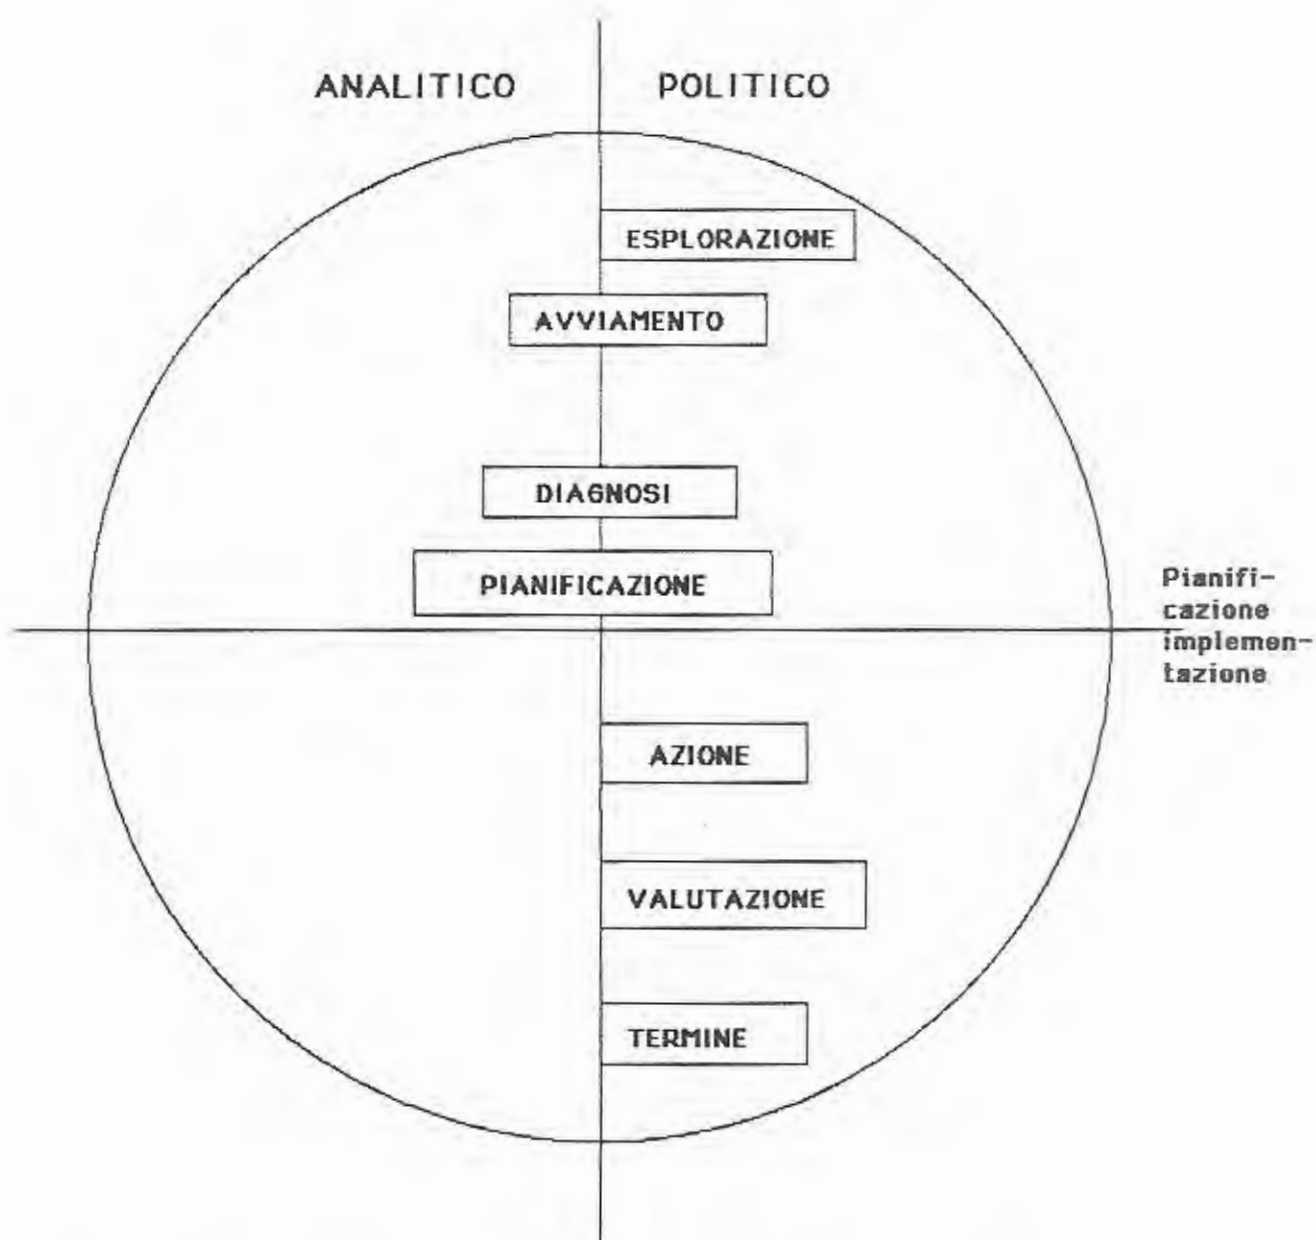 ANALITICO POLITICO
ESPLORAZIONE
AVVIAMENTO
DIAGNOSI
PIANIFICAZIONE
Pianifi-
cazione
implemen-
tazione
AZIONE
VALUTAZIONE
TERMINE